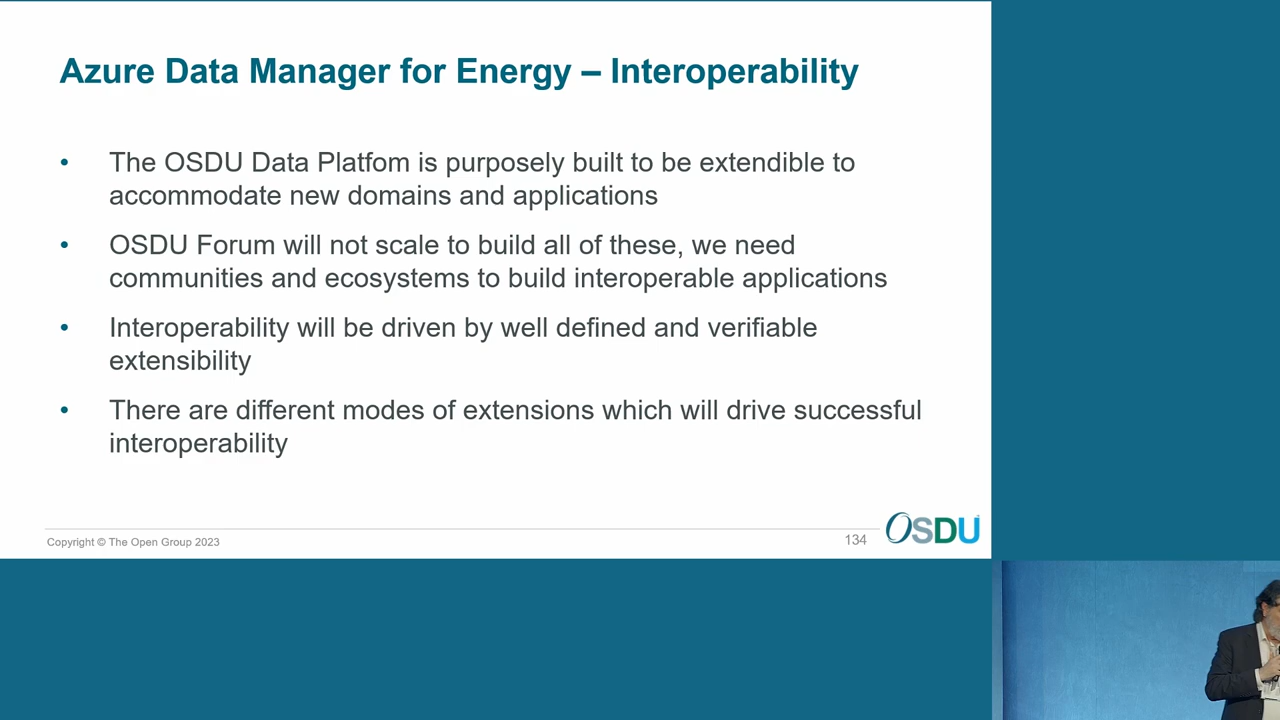 Azure Data Manager for Energy – Interoperability
• The OSDU Data Platfom is purposely built to be extendible to
accommodate new domains and applications
• OSDU Forum will not scale to build all of these, we need
communities and ecosystems to build interoperable applications
• Interoperability will be driven by well defined and verifiable
extensibility
• There are different modes of extensions which will drive successful
interoperability
Copyright © The Open Group 2023
134
OSDU